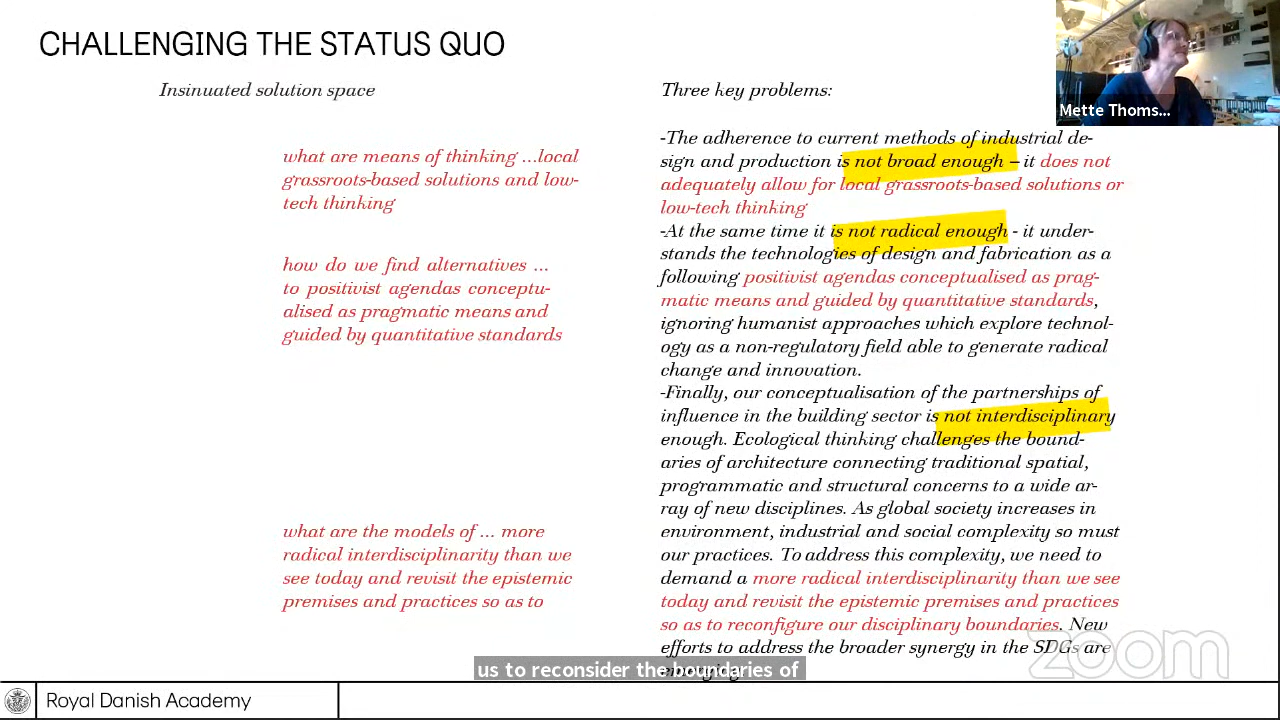 CHALLENGING THE STATUS QUO
Insinuated solution space
what are means of thinking ...local
grassroots-based solutions and low-
tech thinking
how do we find alternatives ...
to positivist agendas conceptu-
alised as pragmatic means and
guided by quantitative standards
what are the models of ... more
radical interdisciplinarity than we
see today and revisit the epistemic
premises and practices so as to
Three key problems:
-The adherence to current methods of industrial de-
sign and production is not broad enough – it does not
adequately allow for local grassroots-based solutions or
low-tech thinking
-At the same time it is not radical enough - it under-
stands the technologies of design and fabrication as a
following positivist agendas conceptualised as prag-
matic means and guided by quantitative standards,
ignoring humanist approaches which explore technol-
ogy as a non-regulatory field able to generate radical
change and innovation.
-Finally, our conceptualisation of the partnerships of
influence in the building sector is not interdisciplinary
enough. Ecological thinking challenges the bound-
aries of architecture connecting traditional spatial,
programmatic and structural concerns to a wide ar-
ray of new disciplines. As global society increases in
environment, industrial and social complexity so must
our practices. To address this complexity, we need to
demand a more radical interdisciplinarity than we see
today and revisit the epistemic premises and practices
so as to reconfigure our disciplinary boundaries. New
efforts to address the broader synergy in the SDGs are
Mette Thoms...
us to reconsider the boundaries of
zoom
Royal Danish Academy